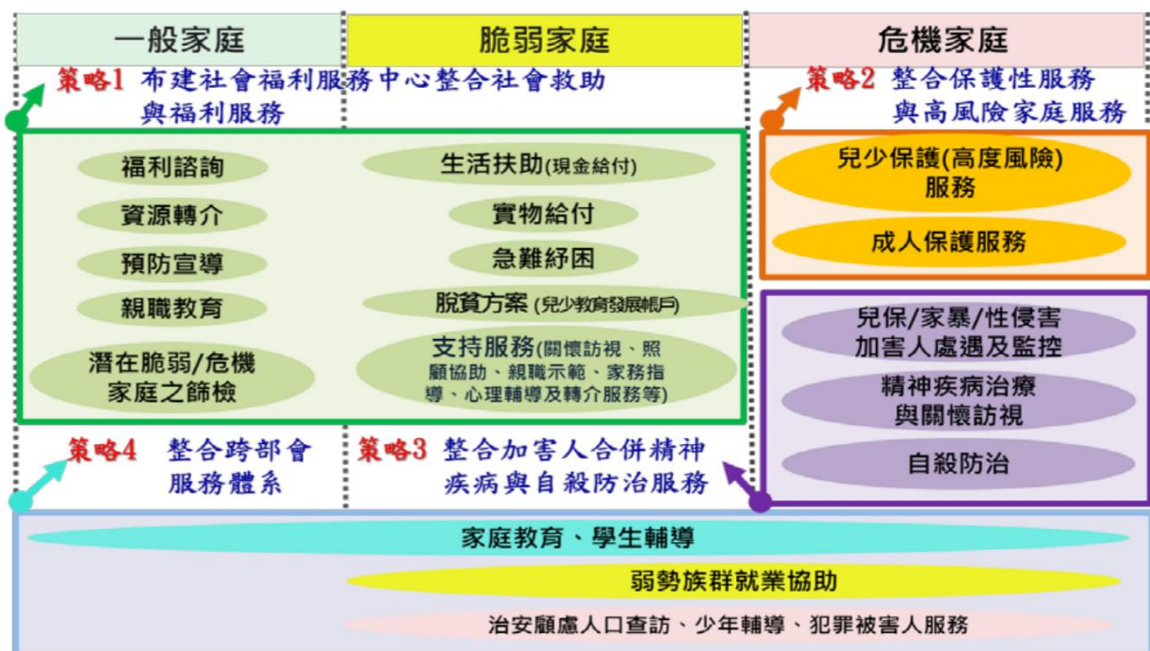 一般家庭
脆弱家庭
危機家庭
策略1 布建社會福利服務中心整合社會救助
與福利服務
策略2 整合保護性服務
與高風險家庭服務
福利諮詢
資源轉介
預防宣導
親職教育
潛在脆弱/危機
家庭之篩檢
生活扶助(現金給付)
實物給付
急難紓困
脫貧方案 (兒少教育發展帳戶)
支持服務(關懷訪視、照
顧協助、親職示範、家務指
導、心理輔導及轉介服務等)
兒少保護(高度風險)
服務
成人保護服務
兒保/家暴/性侵害
加害人處遇及監控
精神疾病治療
與關懷訪視
自殺防治
策略4 整合跨部會
服務體系
策略3 整合加害人合併精神
疾病與自殺防治服務
家庭教育、學生輔導
弱勢族群就業協助
治安顧慮人口查訪、少年輔導、犯罪被害人服務